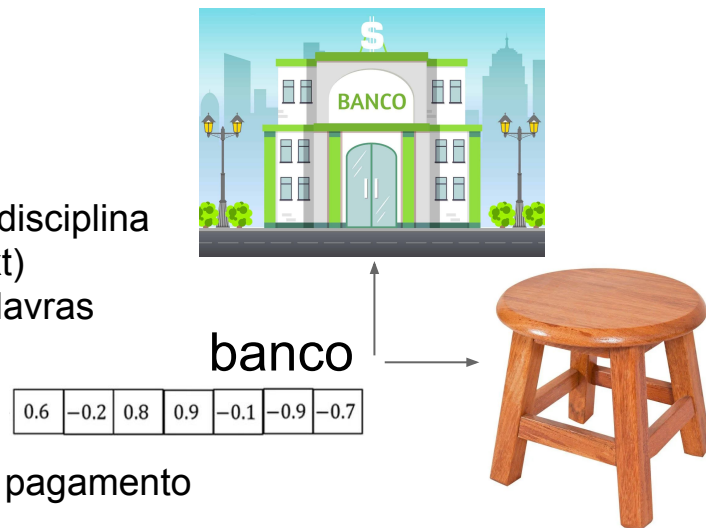 $
BANCO
disciplina
t)
lavras
banco
0.6 −0.2 0.8 0.9 −0.1 −0.9 −0.7
pagamento